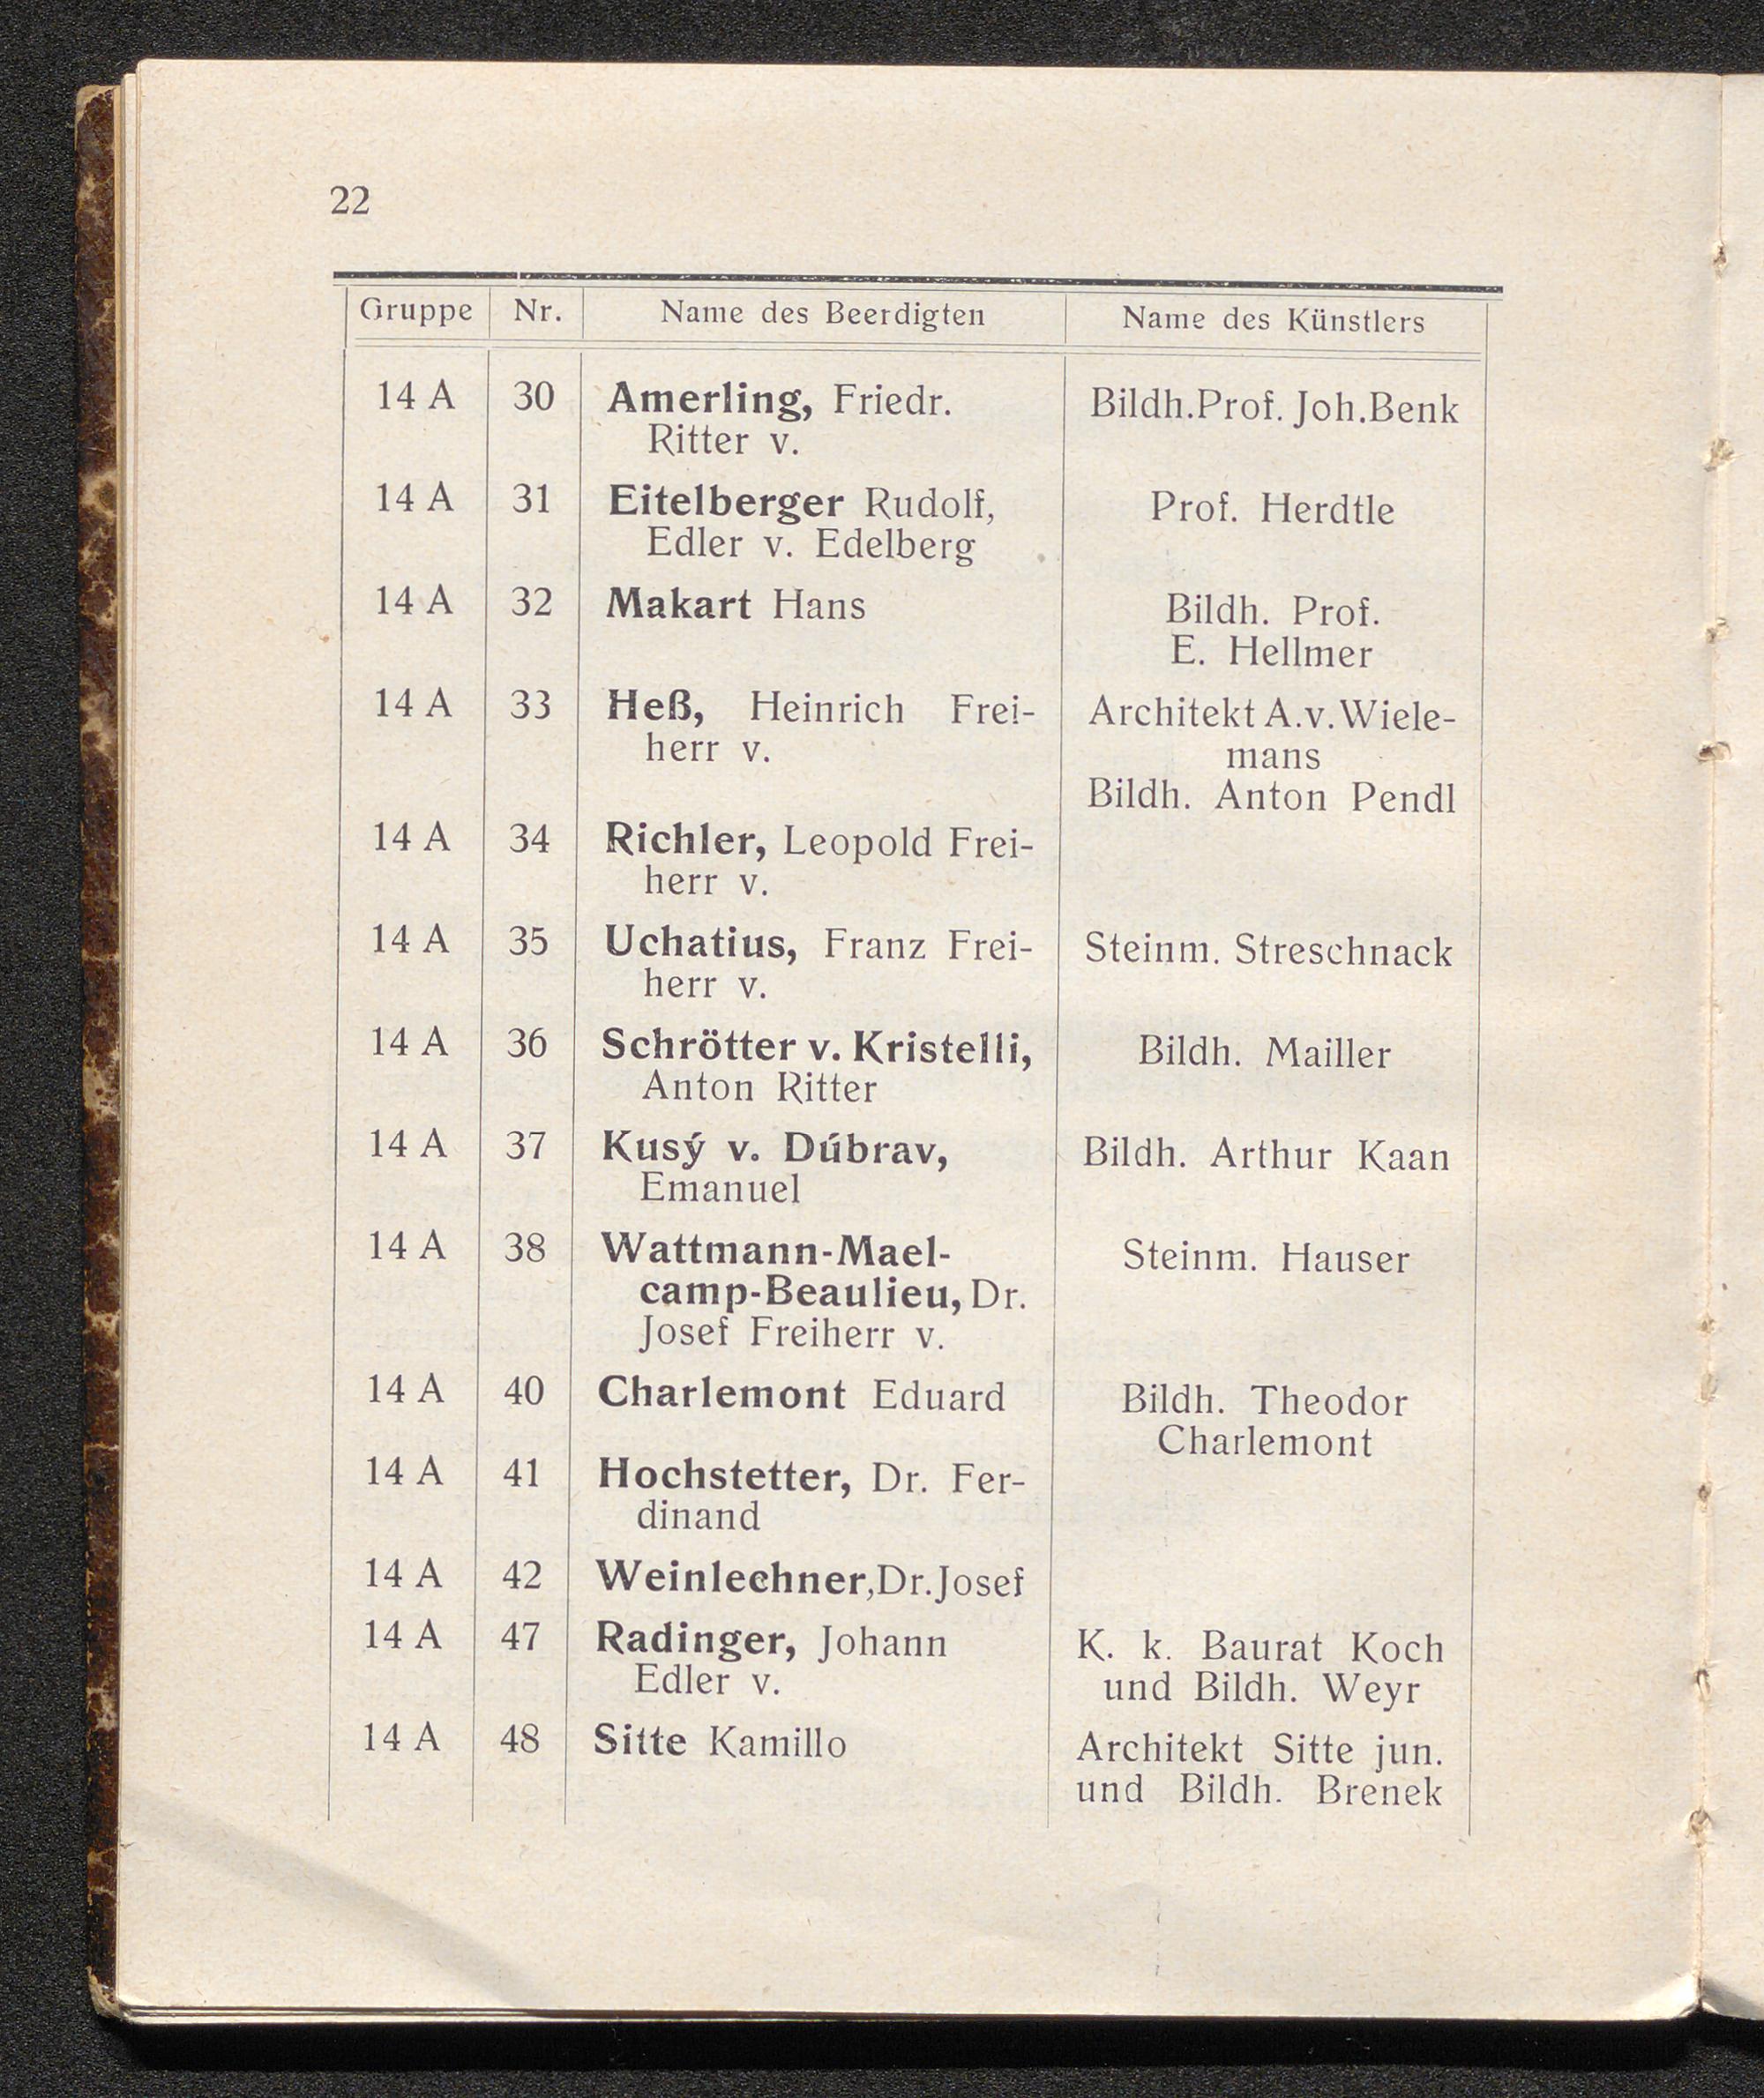 22
Gruppe Nr. Name des Beerdigten Name des Künstlers
14 A 30 Amerling, Friedr. Bildh. Prof. Joh. Benk
Ritter v.
14 A 31 Eitelberger Rudolf, Prof. Herdtle
Edler v. Edelberg
14 A 32 Makart Hans Bildh. Prof.
E. Hellmer
14 A 33 Heß, Heinrich Frei- Architekt A. v. Wiele-
herr v. mans
Bildh. Anton Pendl
14 A 34 Richler, Leopold Frei-
herr v.
14 A 35 Uchatius, Franz Frei- Steinm. Streschnack
herr v.
14 A 36 Schrötter v. Kristelli, Bildh. Mailler
Anton Ritter
14 A 37 Kusý v. Dúbrav, Bildh. Arthur Kaan
Emanuel
14 A 38 Wattmann-Mael- Steinm. Hauser
camp-Beaulieu, Dr.
Josef Freiherr v.
14 A 40 Charlemont Eduard Bildh. Theodor
Charlemont
14 A 41 Hochstetter, Dr. Fer-
dinand
14 A 42 Weinlechner, Dr. Josef
14 A 47 Radinger, Johann K. k. Baurat Koch
Edler v. und Bildh. Weyr
14 A 48 Sitte Kamillo Architekt Sitte jun.
und Bildh. Brenek